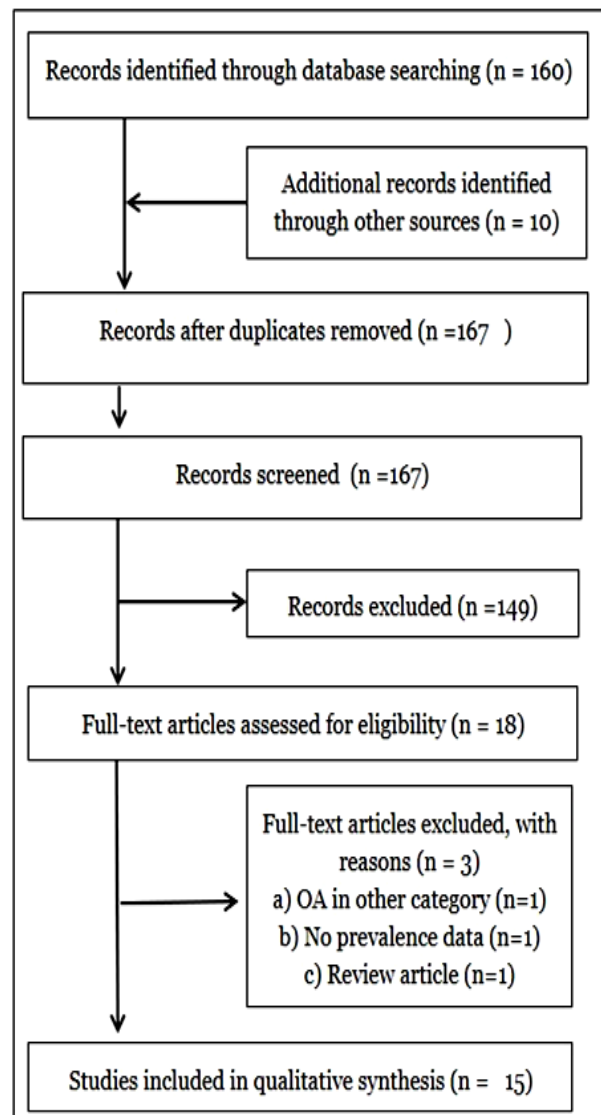 Records identified through database searching (n = 160)
Additional records identified
through other sources (n = 10)
Records after duplicates removed (n =167 )
Records screened (n =167)
Records excluded (n =149)
Full-text articles assessed for eligibility (n = 18)
Full-text articles excluded, with
reasons (n = 3)
a) OA in other category (n=1)
b) No prevalence data (n=1)
c) Review article (n=1)
Studies included in qualitative synthesis (n = 15)